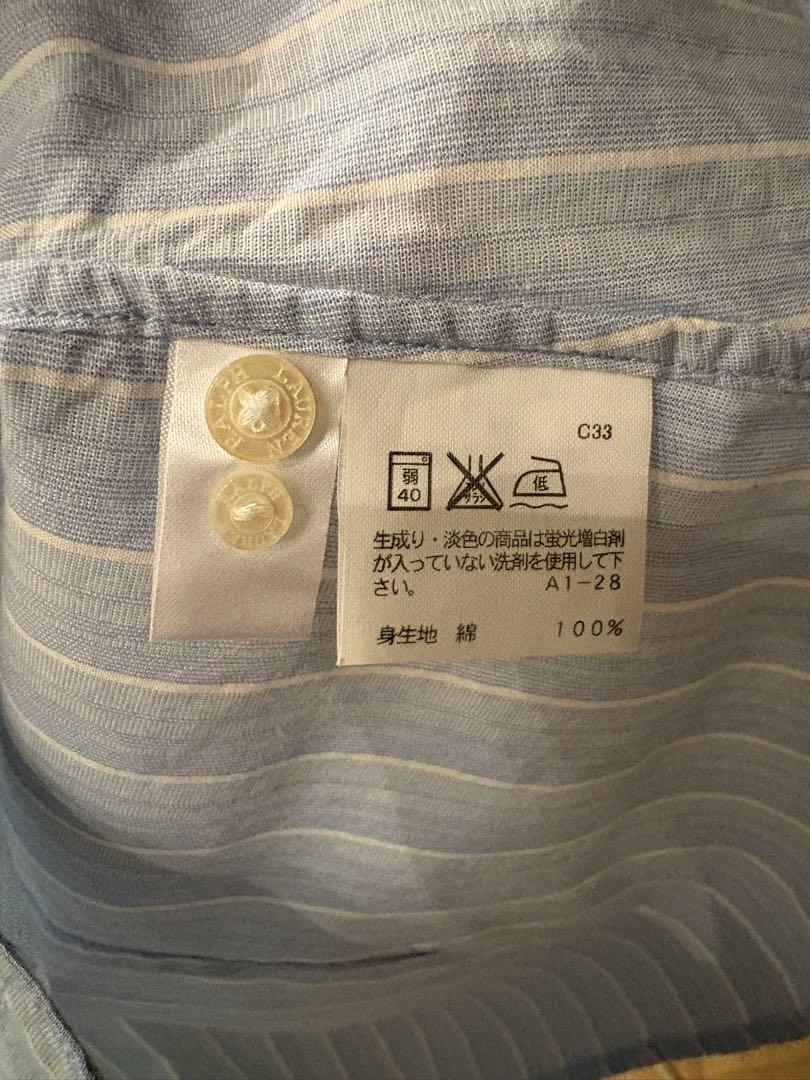 RALPH LAUREN
C33
弱
40
低
生成り・淡色の商品は蛍光増白剤
が入っていない洗剤を使用して下
さい。 A1-28
身生地 綿 100%